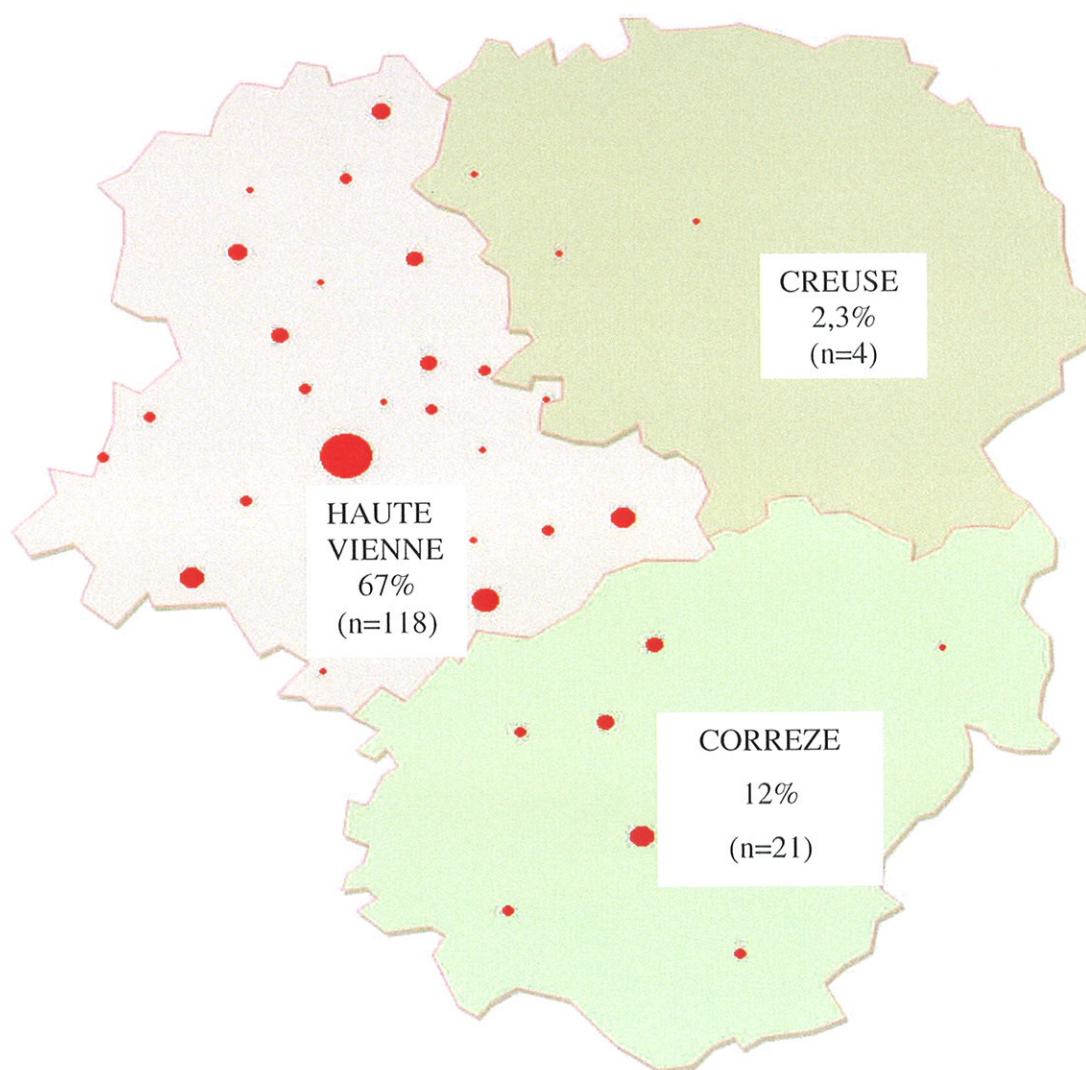 CREUSE
2,3%
(n=4)
HAUTE
VIENNE
67%
(n=118)
CORREZE
12%
(n=21)